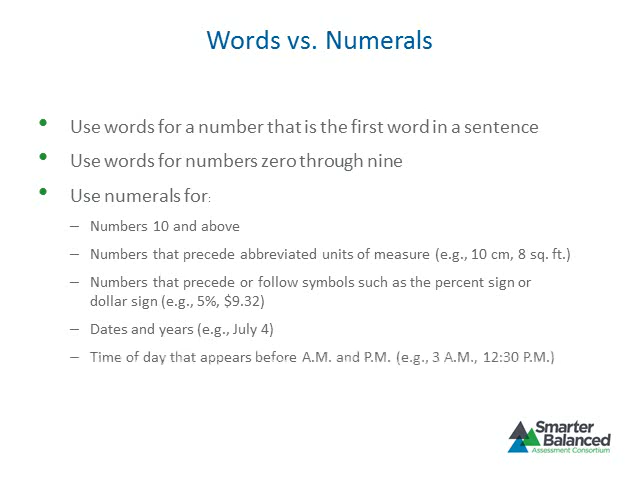 Words vs. Numerals
• Use words for a number that is the first word in a sentence
• Use words for numbers zero through nine
• Use numerals for:
– Numbers 10 and above
– Numbers that precede abbreviated units of measure (e.g., 10 cm, 8 sq. ft.)
– Numbers that precede or follow symbols such as the percent sign or
dollar sign (e.g., 5%, $9.32)
– Dates and years (e.g., July 4)
– Time of day that appears before A.M. and P.M. (e.g., 3 A.M., 12:30 P.M.)
Smarter
Balanced
Assessment Consortium